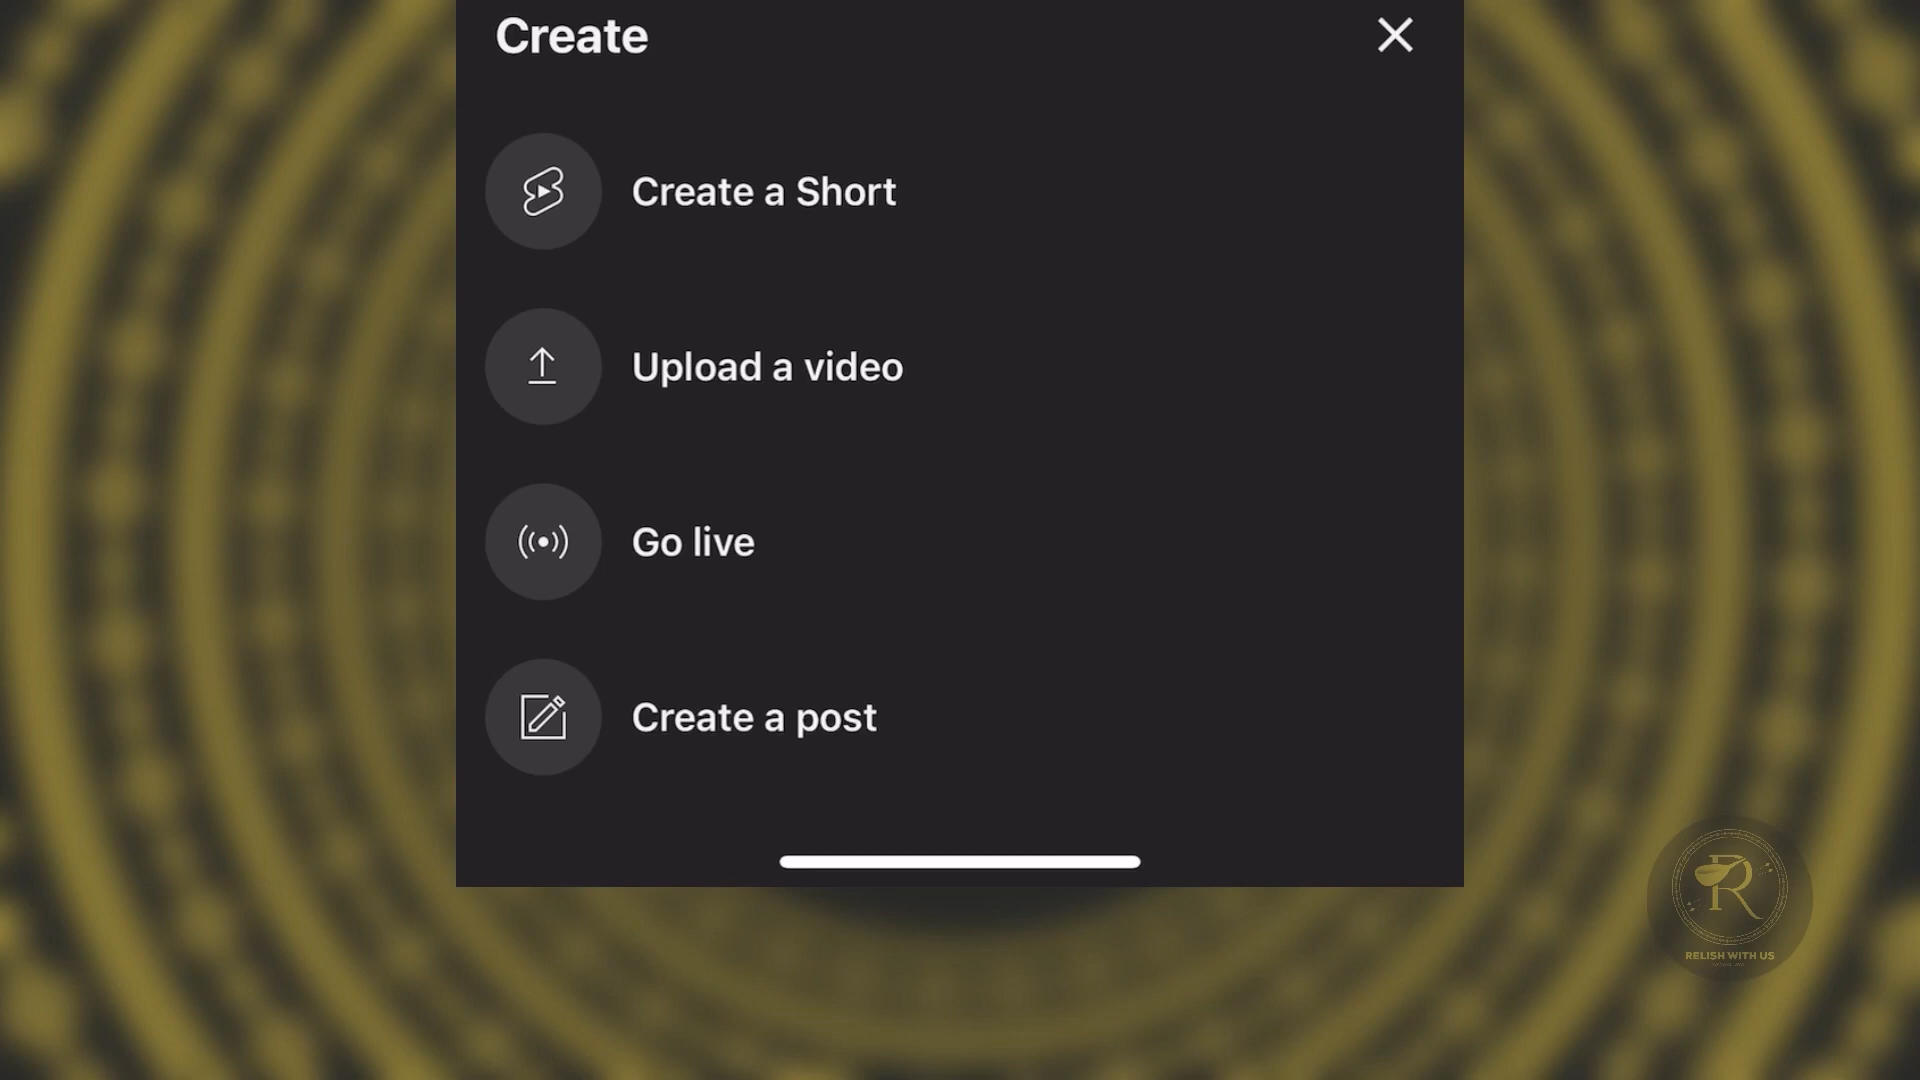 Create
Create a Short
Upload a video
Go live
Create a post
R
RELISH WITH US